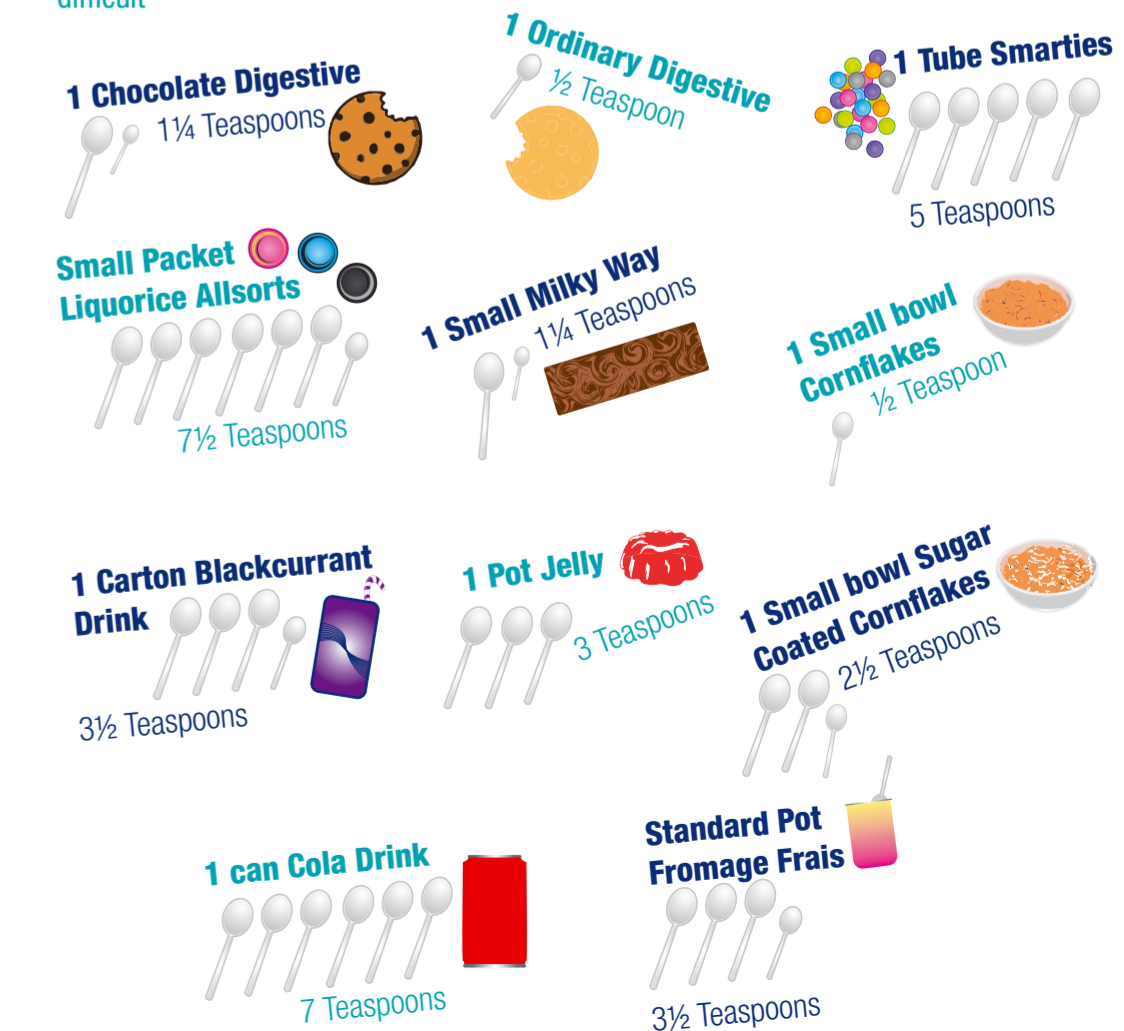 difficult
1 Chocolate Digestive
1¼ Teaspoons
1 Ordinary Digestive
½ Teaspoon
1 Tube Smarties
5 Teaspoons
Small Packet
Liquorice Allsorts
7½ Teaspoons
1 Small Milky Way
1¼ Teaspoons
1 Small bowl
Cornflakes
½ Teaspoon
1 Carton Blackcurrant
Drink
3½ Teaspoons
1 Pot Jelly
3 Teaspoons
1 Small bowl Sugar
Coated Cornflakes
2½ Teaspoons
1 can Cola Drink
7 Teaspoons
Standard Pot
Fromage Frais
3½ Teaspoons